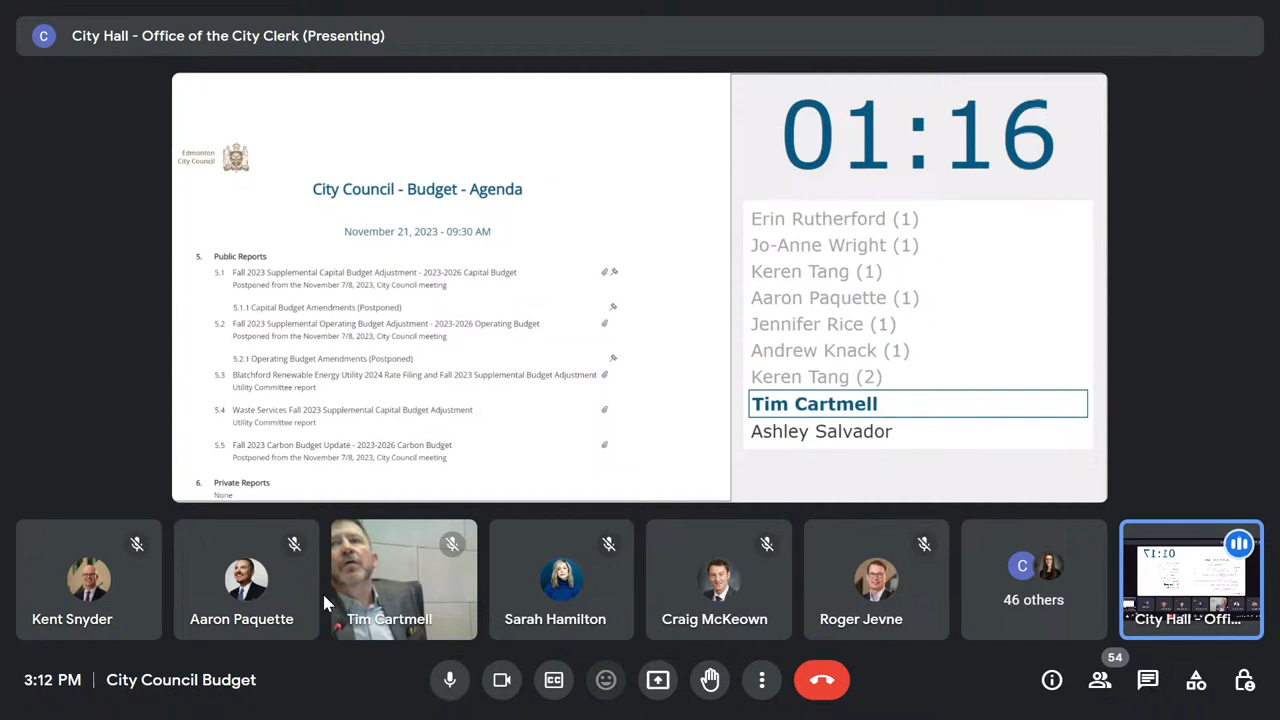 C
City Hall - Office of the City Clerk (Presenting)
Edmonton
City Council
City Council - Budget - Agenda
November 21, 2023 - 09:30 AM
5. Public Reports
5.1 Fall 2023 Supplemental Capital Budget Adjustment - 2023-2026 Capital Budget
Postponed from the November 7/8, 2023, City Council meeting
5.1.1 Capital Budget Amendments (Postponed)
5.2 Fall 2023 Supplemental Operating Budget Adjustment - 2023-2026 Operating Budget
Postponed from the November 7/8, 2023, City Council meeting
5.2.1 Operating Budget Amendments (Postponed)
5.3 Blatchford Renewable Energy Utility 2024 Rate Filing and Fall 2023 Supplemental Budget Adjustment
Utility Committee report
5.4 Waste Services Fall 2023 Supplemental Capital Budget Adjustment
Utility Committee report
5.5 Fall 2023 Carbon Budget Update - 2023-2026 Carbon Budget
Postponed from the November 7/8, 2023, City Council meeting
6. Private Reports
None
01:16
Erin Rutherford (1)
Jo-Anne Wright (1)
Keren Tang (1)
Aaron Paquette (1)
Jennifer Rice (1)
Andrew Knack (1)
Keren Tang (2)
Tim Cartmell
Ashley Salvador
Kent Snyder
Aaron Paquette
Tim Cartmell
Sarah Hamilton
Craig McKeown
Roger Jevne
C
46 others
01:17
City Hall - Offi...
3:12 PM
City Council Budget
CC
54